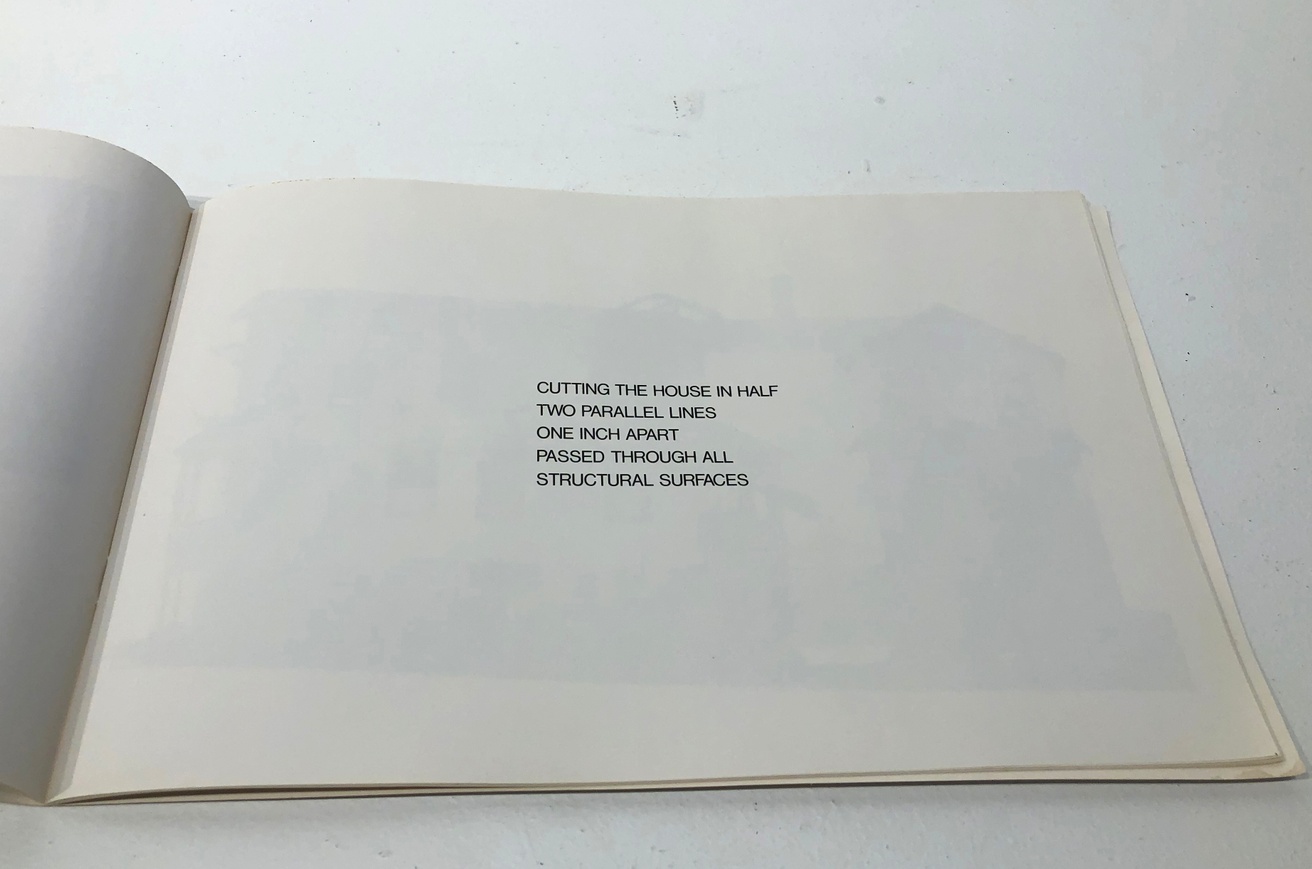 CUTTING THE HOUSE IN HALF
TWO PARALLEL LINES
ONE INCH APART
PASSED THROUGH ALL
STRUCTURAL SURFACES